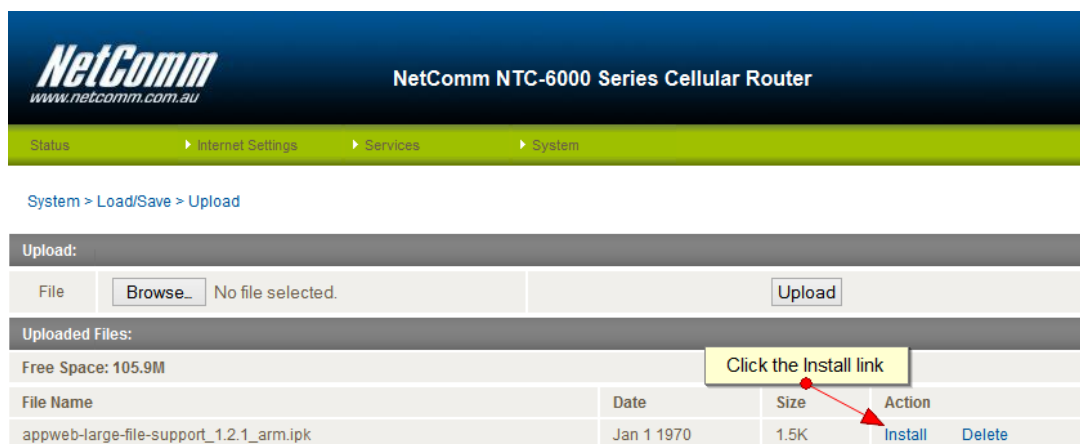 NetComm
www.netcomm.com.au
NetComm NTC-6000 Series Cellular Router
Status Internet Settings Services System
System > Load/Save > Upload
Upload:
File Browse... No file selected. Upload
Uploaded Files:
Free Space: 105.9M
Click the Install link
File Name Date Size Action
appweb-large-file-support_1.2.1_arm.ipk Jan 1 1970 1.5K Install Delete